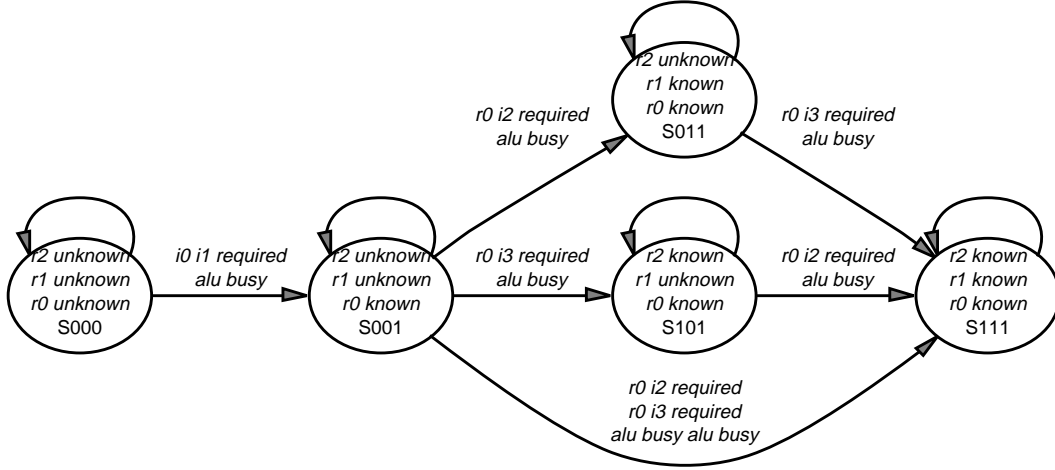 r2 unknown
r1 known
r0 known
S011
r0 i2 required
alu busy
r0 i3 required
alu busy
r2 unknown
r1 unknown
r0 unknown
S000
i0 i1 required
alu busy
r2 unknown
r1 unknown
r0 known
S001
r0 i3 required
alu busy
r2 known
r1 unknown
r0 known
S101
r0 i2 required
alu busy
r2 known
r1 known
r0 known
S111
r0 i2 required
r0 i3 required
alu busy alu busy